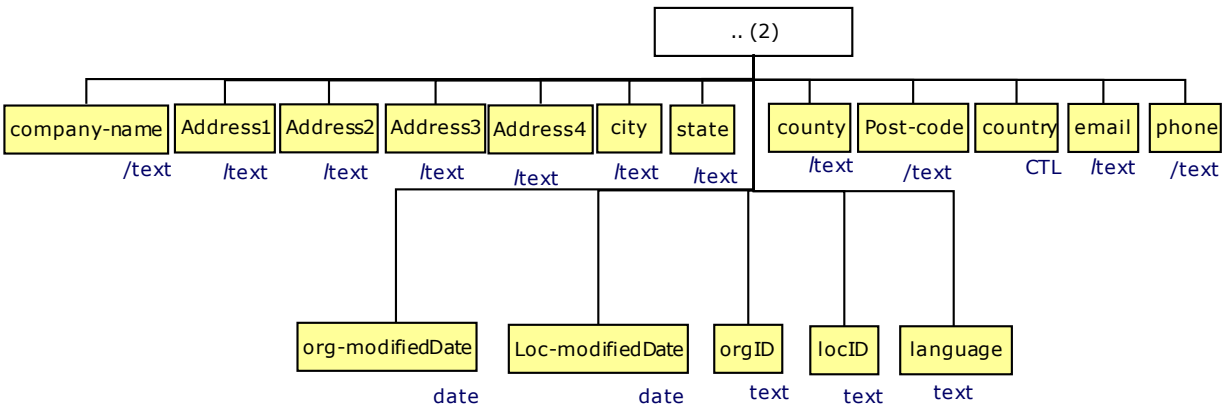 .. (2)
company-name Address1 Address2 Address3 Address4 city state county Post-code country email phone
/text /text /text /text /text /text /text /text /text CTL /text /text
org-modifiedDate Loc-modifiedDate orgID locID language
date date text text text